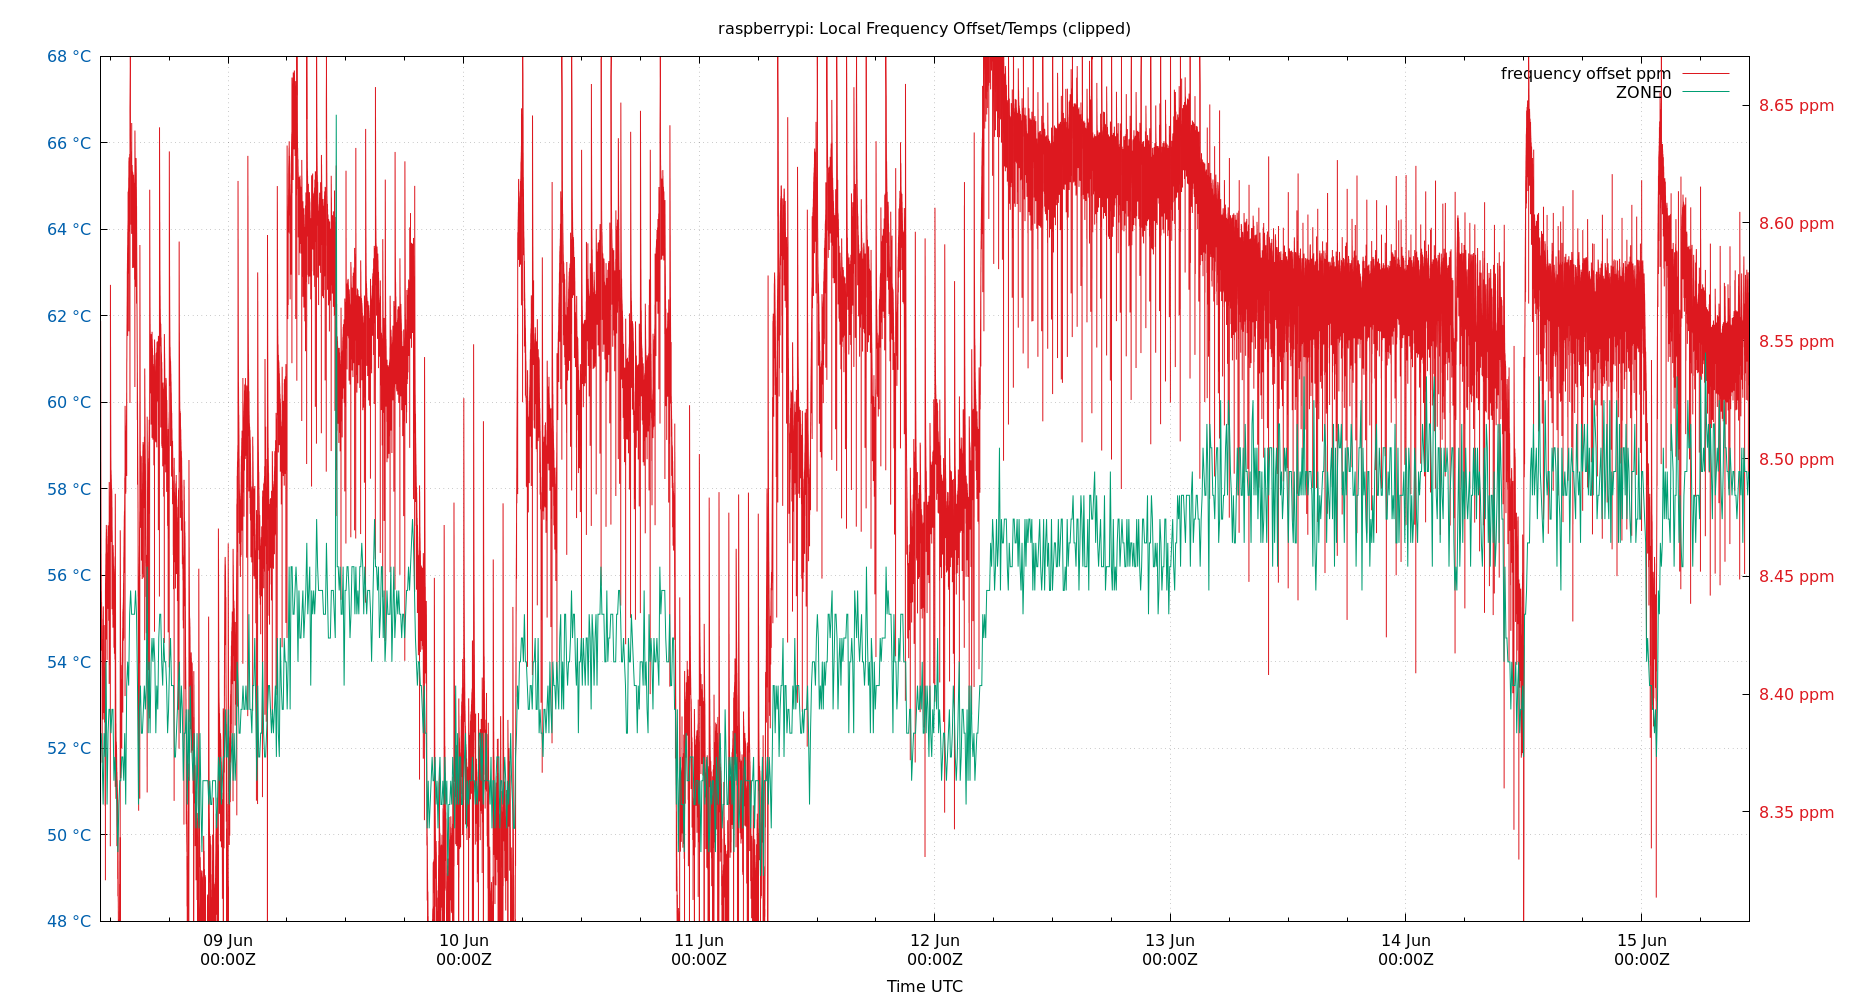 raspberrypi: Local Frequency Offset/Temps (clipped)
68 °C
66 °C
64 °C
62 °C
60 °C
58 °C
56 °C
54 °C
52 °C
50 °C
48 °C
frequency offset ppm
ZONE0
8.65 ppm
8.60 ppm
8.55 ppm
8.50 ppm
8.45 ppm
8.40 ppm
8.35 ppm
09 Jun
00:00Z
10 Jun
00:00Z
11 Jun
00:00Z
12 Jun
00:00Z
13 Jun
00:00Z
14 Jun
00:00Z
15 Jun
00:00Z
Time UTC